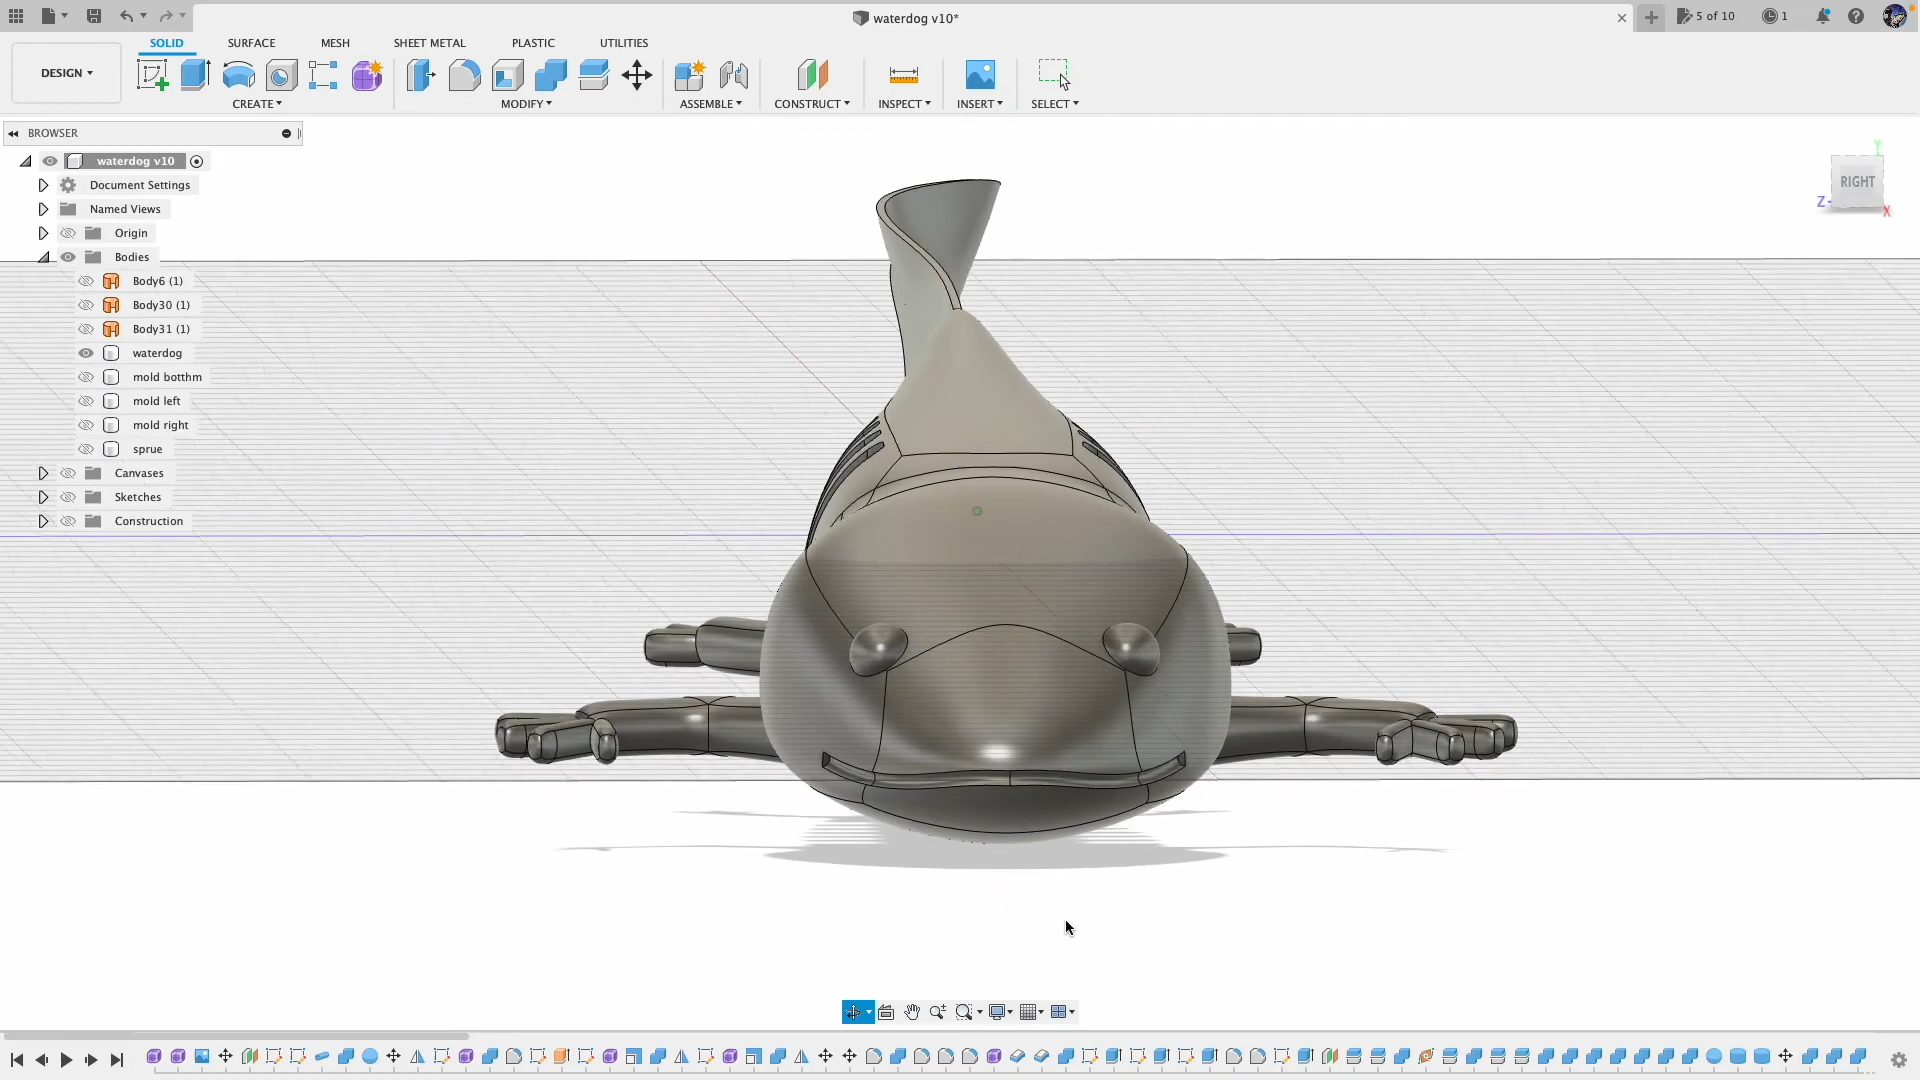 waterdog v10*
5 of 10
1
SOLID
SURFACE
MESH
SHEET METAL
PLASTIC
UTILITIES
DESIGN
CREATE
MODIFY
ASSEMBLE
CONSTRUCT
INSPECT
INSERT
SELECT
BROWSER
waterdog v10
Document Settings
Named Views
Origin
Bodies
Body6 (1)
Body30 (1)
Body31 (1)
waterdog
mold botthm
mold left
mold right
sprue
Canvases
Sketches
Construction
Y
RIGHT
Z
X